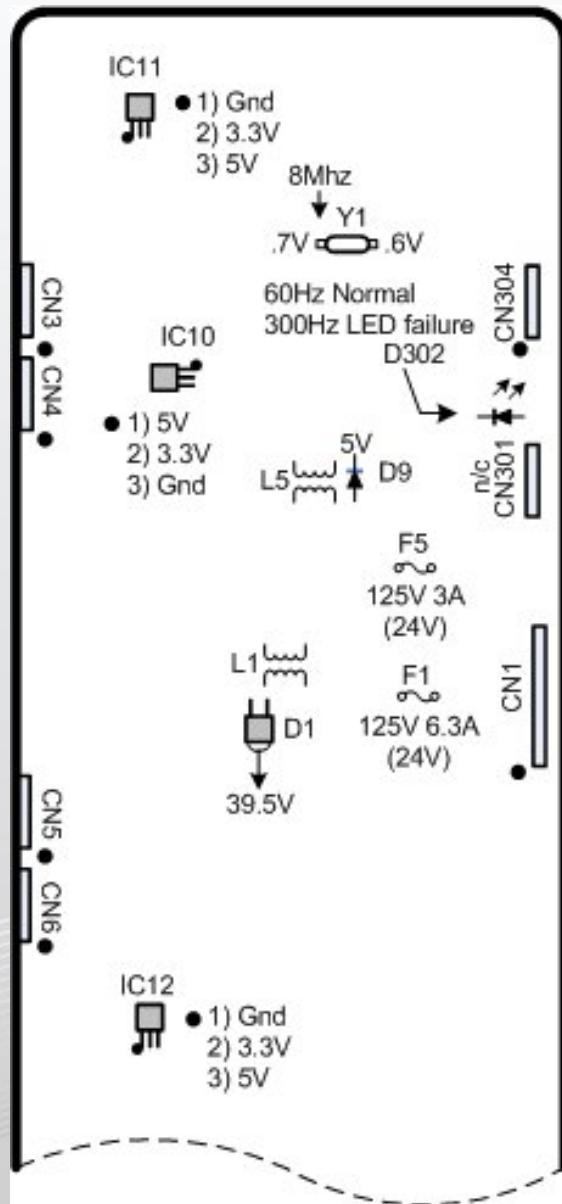 IC11
1) Gnd
2) 3.3V
3) 5V
8Mhz
Y1
.7V
.6V
CN3
60Hz Normal
300Hz LED failure
CN304
IC10
D302
CN4
1) 5V
2) 3.3V
3) Gnd
5V
L5
D9
n/c
CN301
F5
125V 3A
(24V)
L1
F1
CN1
D1
125V 6.3A
(24V)
39.5V
CN5
CN6
IC12
1) Gnd
2) 3.3V
3) 5V